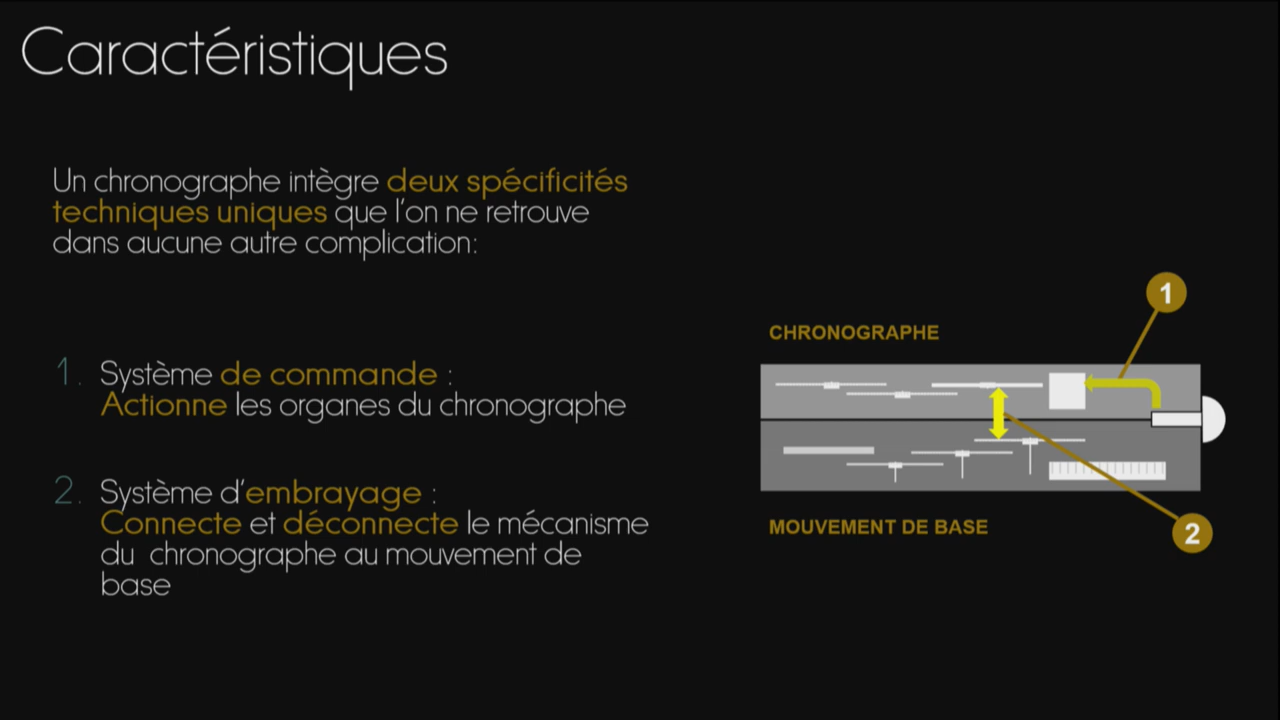 Caractéristiques
Un chronographe intègre deux spécificités
techniques uniques que l'on ne retrouve
dans aucune autre complication:
1. Système de commande :
Actionne les organes du chronographe
2. Système d'embrayage :
Connecte et déconnecte le mécanisme
du chronographe au mouvement de
base
1
CHRONOGRAPHE
MOUVEMENT DE BASE
2